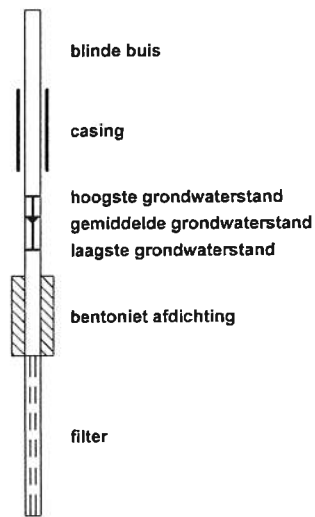 blinde buis
casing
hoogste grondwaterstand
gemiddelde grondwaterstand
laagste grondwaterstand
bentoniet afdichting
filter